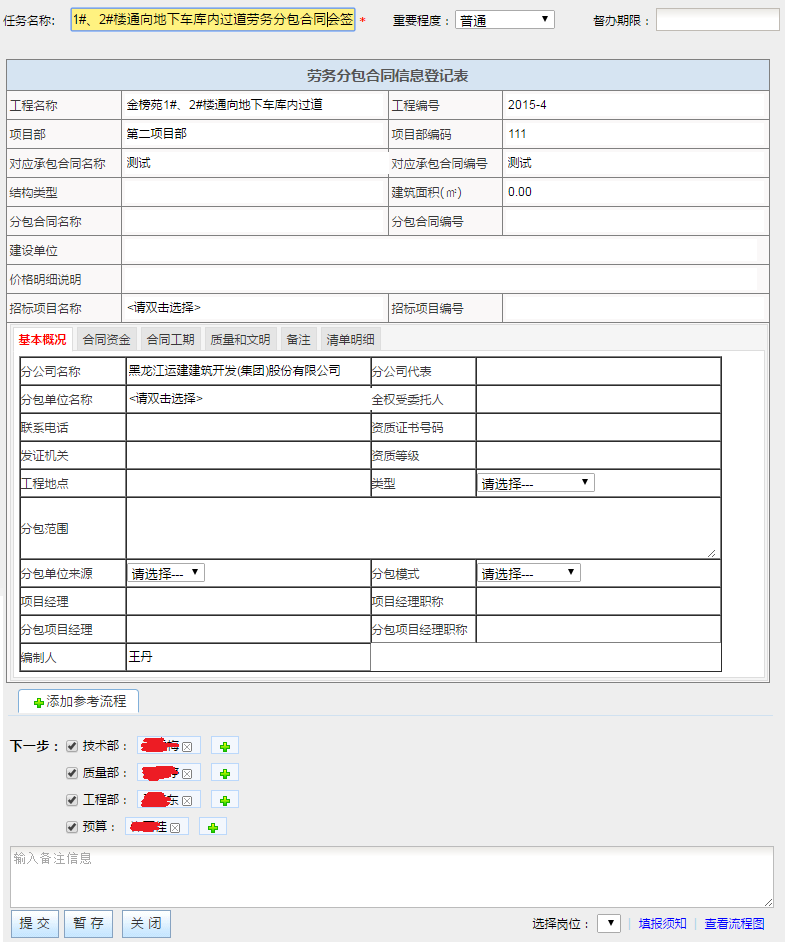 任务名称: 1#、2#楼通向地下车库内过道劳务分包合同会签 * 重要程度： 普通 督办期限：
劳务分包合同信息登记表
工程名称 金榜苑1#、2#楼通向地下车库内过道 工程编号 2015-4
项目部 第二项目部 项目部编码 111
对应承包合同名称 测试 对应承包合同编号 测试
结构类型 建筑面积(㎡) 0.00
分包合同名称 分包合同编号
建设单位
价格明细说明
招标项目名称 <请双击选择> 招标项目编号
基本概况 合同资金 合同工期 质量和文明 备注 清单明细
分公司名称 黑龙江运建建筑开发(集团)股份有限公司 分公司代表
分包单位名称 <请双击选择> 全权受委托人
联系电话 资质证书号码
发证机关 资质等级
工程地点 类型 请选择---
分包范围
分包单位来源 请选择--- 分包模式 请选择---
项目经理 项目经理职称
分包项目经理 分包项目经理职称
编制人 王丹
添加参考流程
下一步： 技术部： 梅
质量部：
工程部： 东
预算：
输入备注信息
提 交 暂 存 关 闭 选择岗位： 填报须知 查看流程图